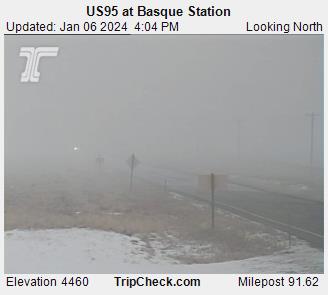 US95 at Basque Station
Updated: Jan 06 2024 4:04 PM Looking North
Elevation 4460 TripCheck.com Milepost 91.62